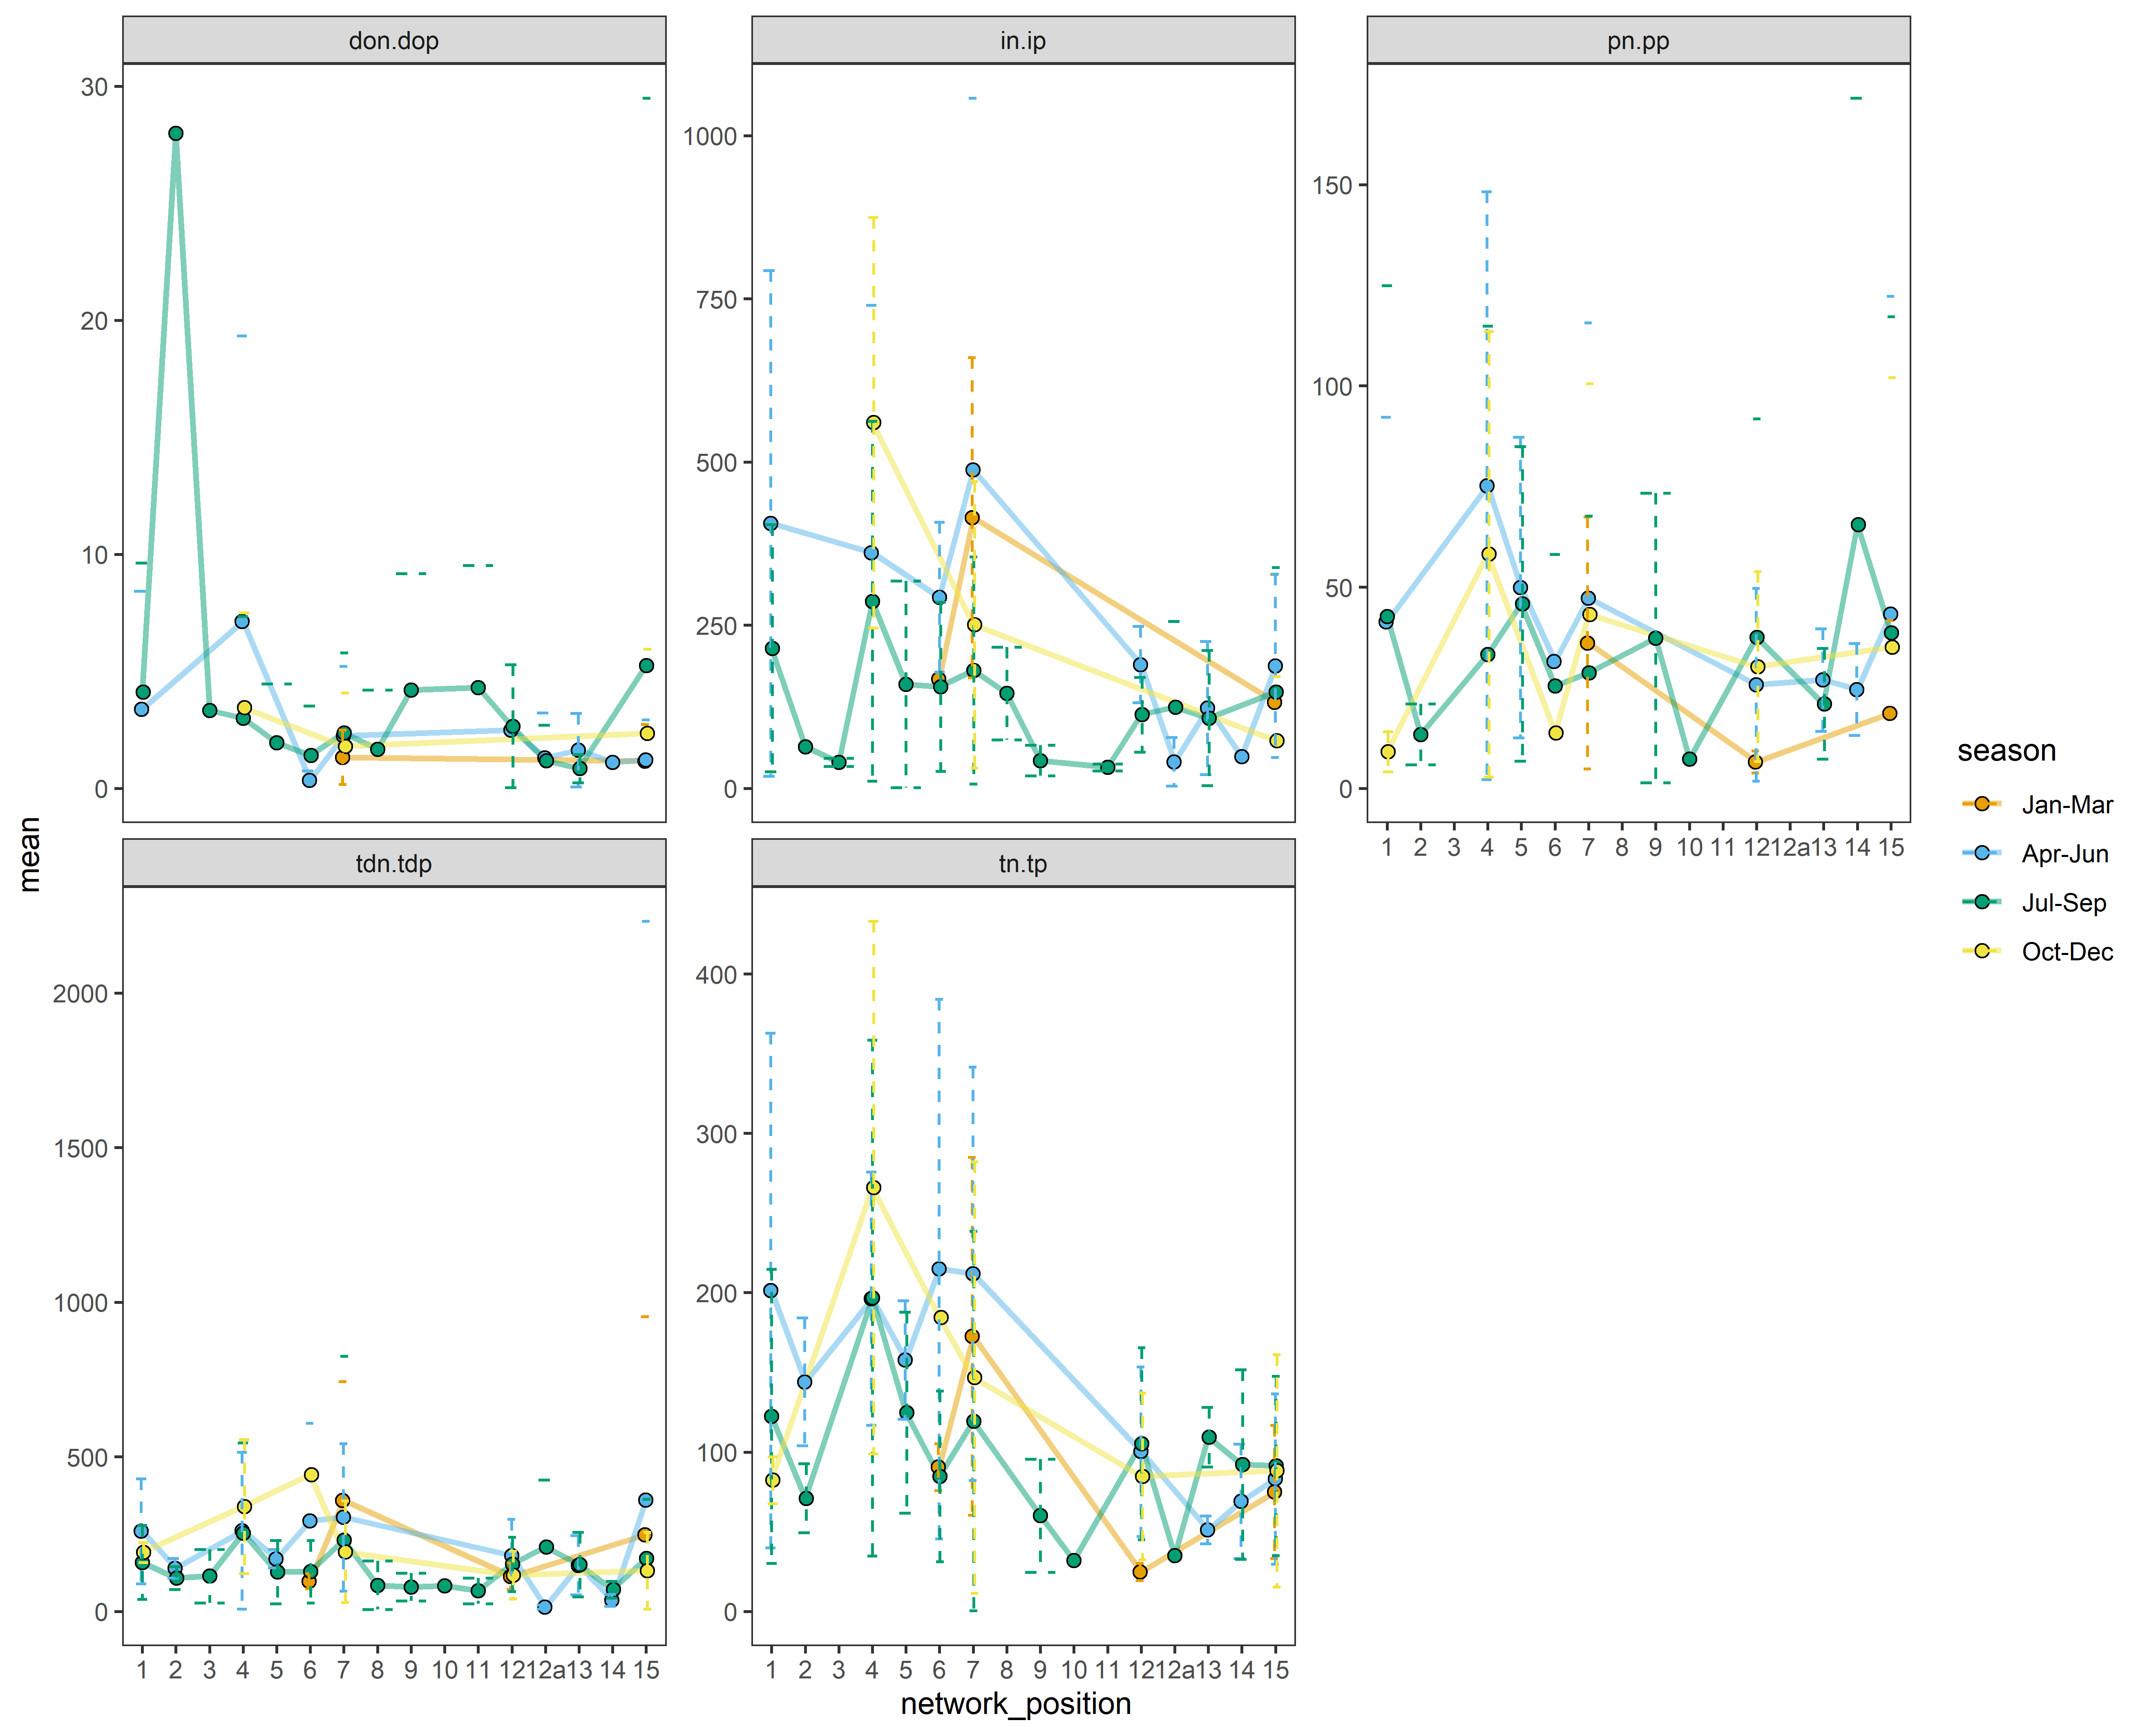 don.dop
in.ip
pn.pp
30
20
10
0
1000
750
500
250
0
150
100
50
0
1 2 3 4 5 6 7 8 9 10 11 12 12a 13 14 15
mean
season
Jan-Mar
Apr-Jun
Jul-Sep
Oct-Dec
tdn.tdp
tn.tp
2000
1500
1000
500
0
400
300
200
100
0
1 2 3 4 5 6 7 8 9 10 11 12 12a 13 14 15
1 2 3 4 5 6 7 8 9 10 11 12 12a 13 14 15
network_position